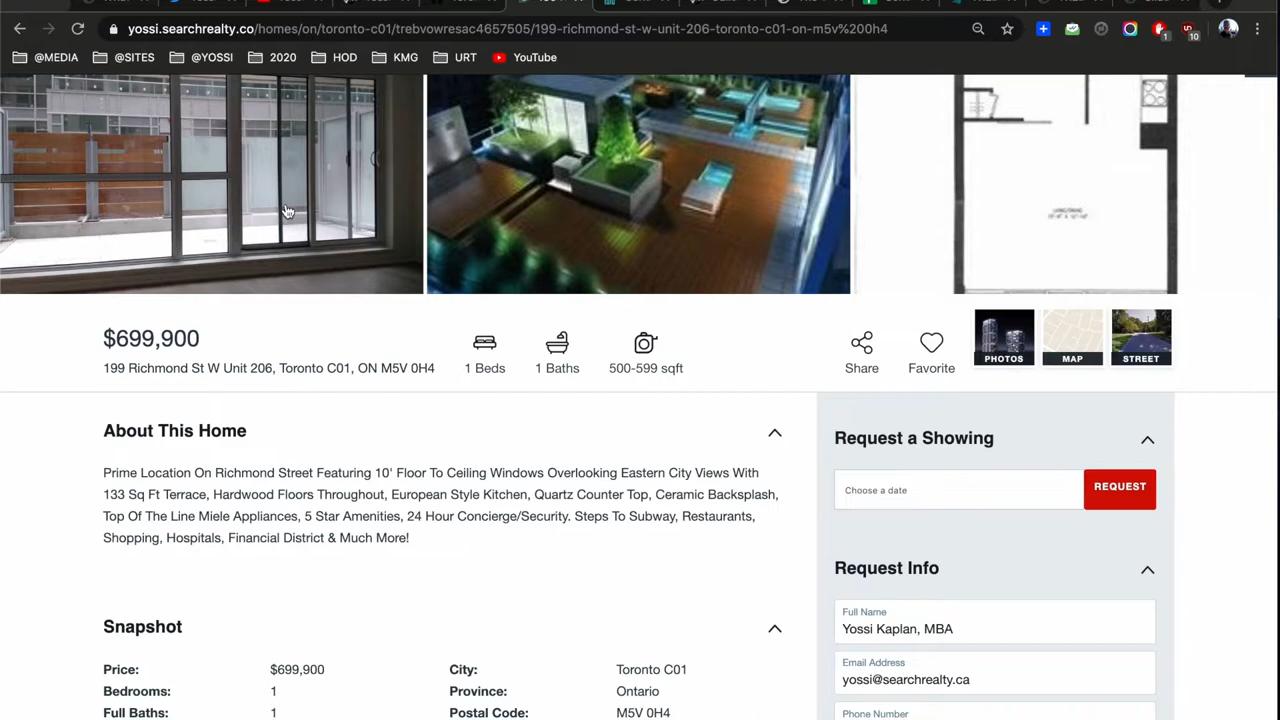 yossi.searchrealty.co/homes/on/toronto-c01/trebvowresac4657505/199-richmond-st-w-unit-206-toronto-c01-on-m5v%200h4
1
10
@MEDIA @SITES @YOSSI 2020 HOD KMG URT YouTube
$699,900
199 Richmond St W Unit 206, Toronto C01, ON M5V 0H4
1 Beds
1 Baths
500-599 sqft
Share
Favorite
PHOTOS
MAP
STREET
About This Home
Prime Location On Richmond Street Featuring 10' Floor To Ceiling Windows Overlooking Eastern City Views With
133 Sq Ft Terrace, Hardwood Floors Throughout, European Style Kitchen, Quartz Counter Top, Ceramic Backsplash,
Top Of The Line Miele Appliances, 5 Star Amenities, 24 Hour Concierge/Security. Steps To Subway, Restaurants,
Shopping, Hospitals, Financial District & Much More!
Snapshot
Price: $699,900 City: Toronto C01
Bedrooms: 1 Province: Ontario
Full Baths: 1 Postal Code: M5V 0H4
Request a Showing
Choose a date
REQUEST
Request Info
Full Name
Yossi Kaplan, MBA
Email Address
yossi@searchrealty.ca
Phone Number